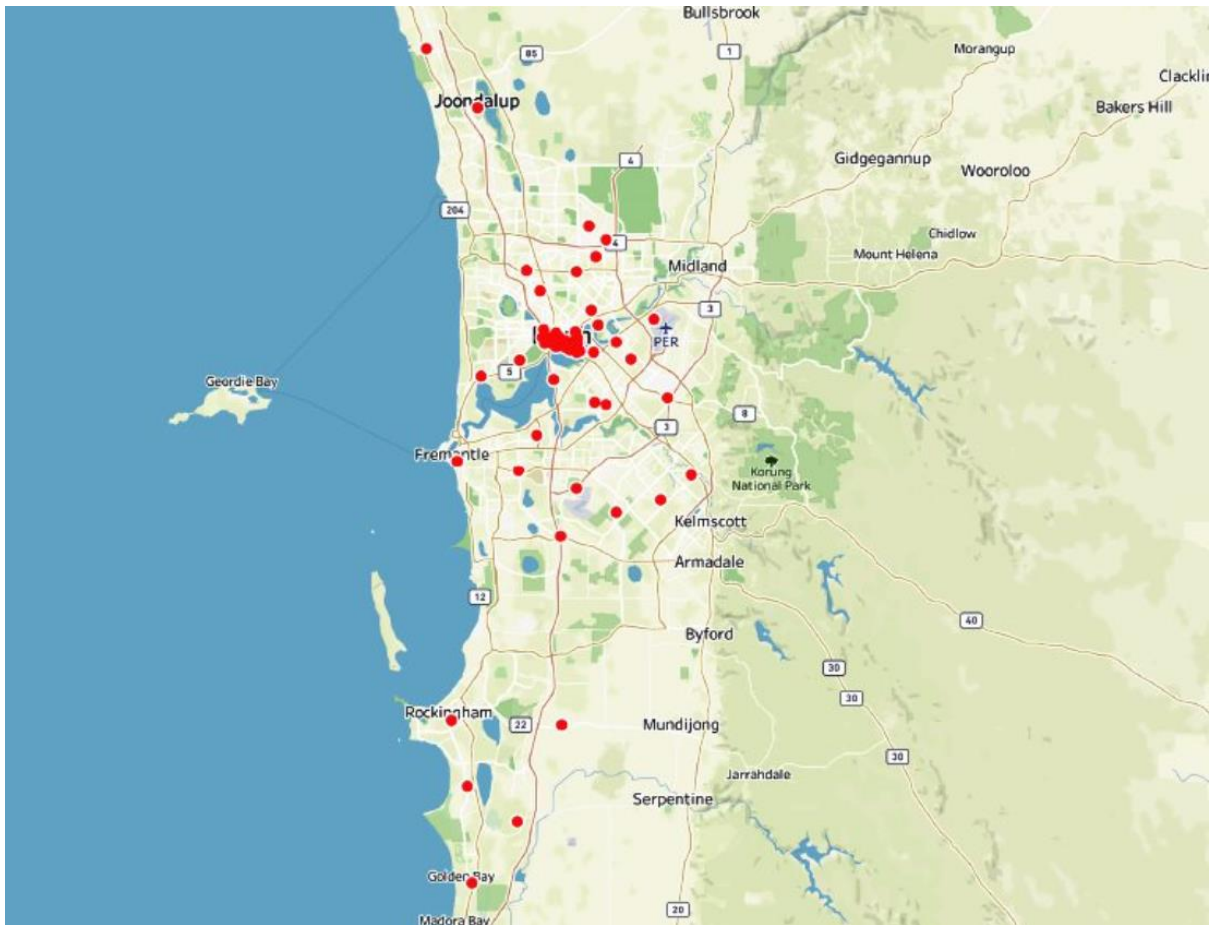 Bullsbrook
Morangup
85
1
Clacklin
Joondalup
Bakers Hill
4
Gidgegannup
Wooroloo
204
Chidlow
4
Mount Helena
Midland
3
PER
5
Geordie Bay
8
3
Fremantle
Korung
National Park
Kelmscott
Armadale
12
40
Byford
30
30
Rockingham
22
Mundijong
30
Jarrahdale
Serpentine
Golden Bay
20
Madora Bay